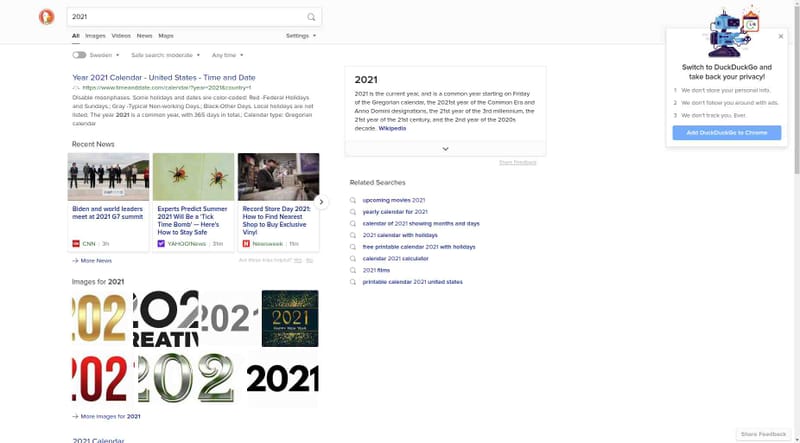 2021
All Images Videos News Maps Settings
Sweden Safe search: moderate Any time
Year 2021 Calendar - United States - Time and Date
https://www.timeanddate.com/calendar/?year=2021&country=1
Disable moonphases. Some holidays and dates are color-coded: Red -Federal Holidays
and Sundays.; Gray -Typical Non-working Days.; Black-Other Days. Local holidays are not
listed. The year 2021 is a common year, with 365 days in total.; Calendar type: Gregorian
calendar
Recent News
Biden and world leaders
meet at 2021 G7 summit
CNN 3h
Experts Predict Summer
2021 Will Be a 'Tick
Time Bomb' — Here's
How to Stay Safe
YAHOO!News 31m
Record Store Day 2021:
How to Find Nearest
Shop to Buy Exclusive
Vinyl
Newsweek 11m
More News
Are these links helpful? Yes No
Images for 2021
202
202
CREATIV
2021
2021
HAPPY NEW YEAR
202
202
2021
More Images for 2021
2021 Calendar
2021
2021 is the current year, and is a common year starting on Friday
of the Gregorian calendar, the 2021st year of the Common Era and
Anno Domini designations, the 21st year of the 3rd millennium, the
21st year of the 21st century, and the 2nd year of the 2020s
decade. Wikipedia
Share Feedback
Related Searches
upcoming movies 2021
yearly calendar for 2021
calendar of 2021 showing months and days
2021 calendar with holidays
free printable calendar 2021 with holidays
calendar 2021 calculator
2021 films
printable calendar 2021 united states
Switch to DuckDuckGo and
take back your privacy!
1 We don't store your personal info.
2 We don't follow you around with ads.
3 We don't track you. Ever.
Add DuckDuckGo to Chrome
Share Feedback